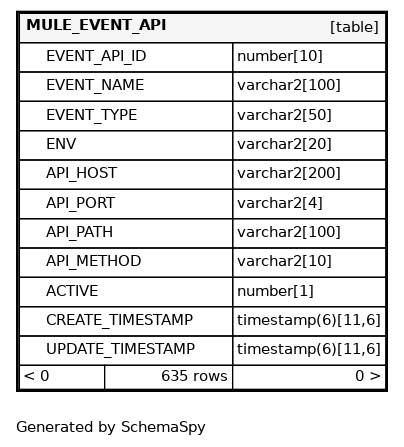 MULE_EVENT_API [table]
EVENT_API_ID number[10]
EVENT_NAME varchar2[100]
EVENT_TYPE varchar2[50]
ENV varchar2[20]
API_HOST varchar2[200]
API_PORT varchar2[4]
API_PATH varchar2[100]
API_METHOD varchar2[10]
ACTIVE number[1]
CREATE_TIMESTAMP timestamp(6)[11,6]
UPDATE_TIMESTAMP timestamp(6)[11,6]
< 0 635 rows 0 >
Generated by SchemaSpy